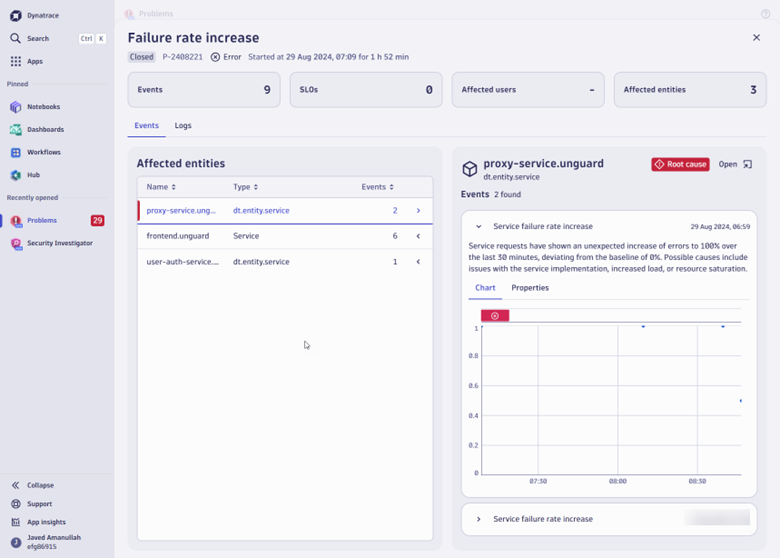 Dynatrace
Search
Ctrl K
Apps
Pinned
Notebooks
Dashboards
Workflows
Hub
Recently opened
Problems
29
Security Investigator
Collapse
Support
App insights
Javed Amanullah
efg86915
Problems
Failure rate increase
Closed P-2408221 Error Started at 29 Aug 2024, 07:09 for 1 h 52 min
Events 9
SLOs 0
Affected users -
Affected entities 3
Events Logs
Affected entities
Name Type Events
proxy-service.ung... dt.entity.service 2
frontend.unguard Service 6
user-auth-service.... dt.entity.service 1
proxy-service.unguard
dt.entity.service
Root cause
Open
Events 2 found
Service failure rate increase 29 Aug 2024, 06:59
Service requests have shown an unexpected increase of errors to 100% over
the last 30 minutes, deviating from the baseline of 0%. Possible causes include
issues with the service implementation, increased load, or resource saturation.
Chart Properties
1
0.8
0.6
0.4
0.2
0
07:50 08:00 08:50
Service failure rate increase